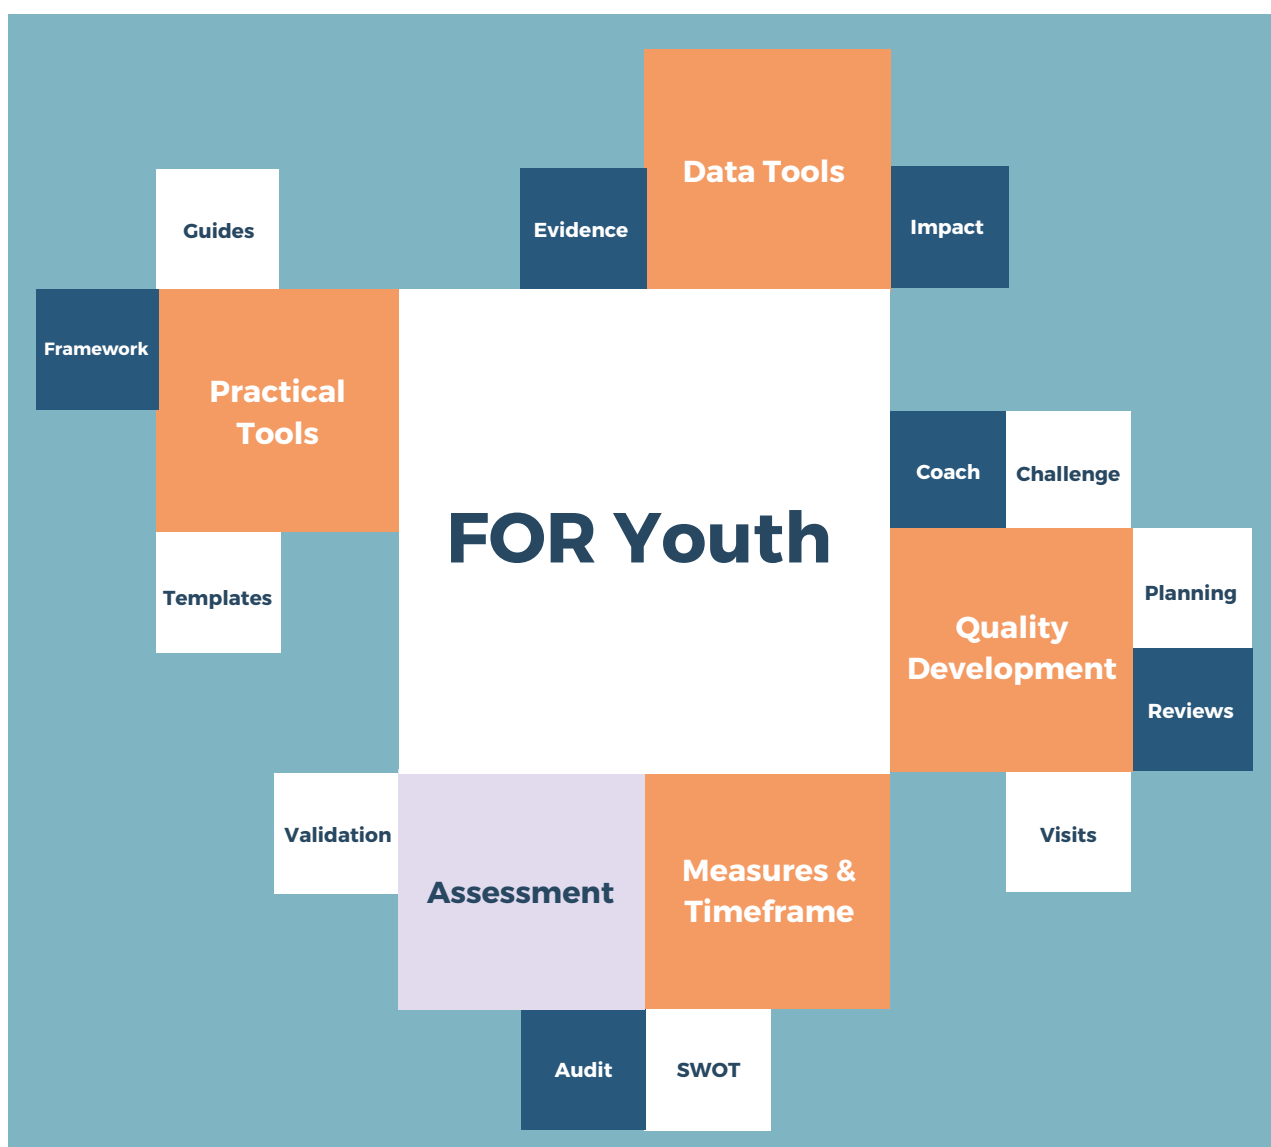 Data Tools
Evidence
Impact
Guides
Framework
Practical
Tools
Templates
FOR Youth
Coach
Challenge
Planning
Quality
Development
Reviews
Visits
Validation
Assessment
Measures &
Timeframe
Audit
SWOT